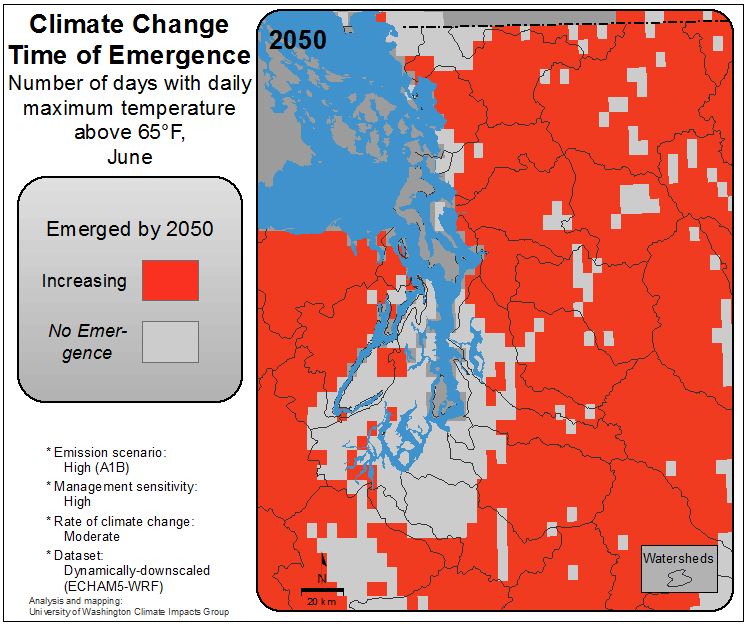 Climate Change
Time of Emergence
Number of days with daily
maximum temperature
above 65°F,
June
Emerged by 2050
Increasing
No Emer-
gence
* Emission scenario:
High (A1B)
* Management sensitivity:
High
* Rate of climate change:
Moderate
* Dataset:
Dynamically-downscaled
(ECHAM5-WRF)
Analysis and mapping:
University of Washington Climate Impacts Group
2050
N
20 km
Watersheds